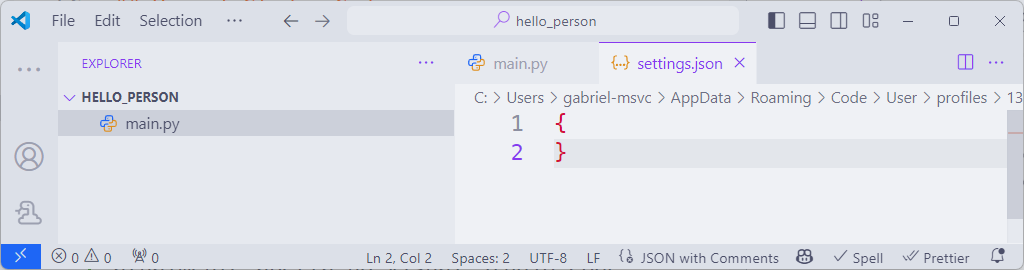 File Edit Selection ··· hello_person
EXPLORER ···
main.py settings.json ···
HELLO_PERSON
main.py
C: > Users > gabriel-msvc > AppData > Roaming > Code > User > profiles > 13
1 {
2 }
0 0 0 Ln 2, Col 2 Spaces: 2 UTF-8 LF {} JSON with Comments Spell Prettier